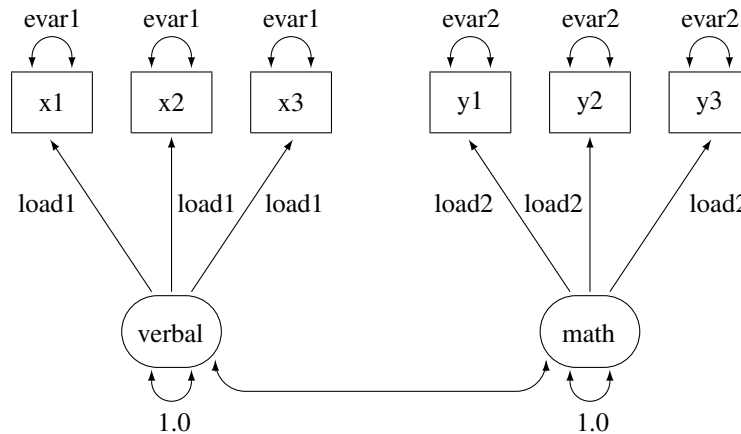 evar1 evar1 evar1 evar2 evar2 evar2
x1 x2 x3 y1 y2 y3
load1 load1 load1 load2 load2 load2
verbal math
1.0 1.0